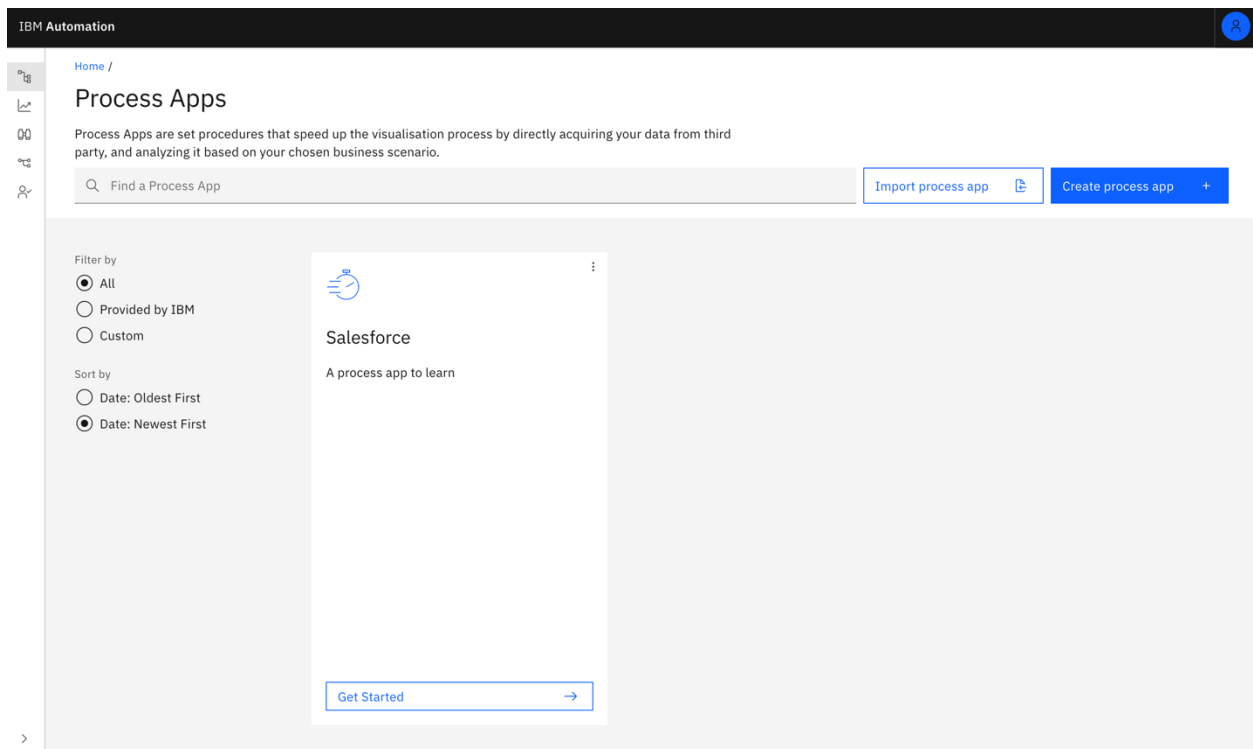 IBM Automation
Home /
Process Apps
Process Apps are set procedures that speed up the visualisation process by directly acquiring your data from third
party, and analyzing it based on your chosen business scenario.
Find a Process App
Import process app
Create process app +
Filter by
All
Provided by IBM
Custom
Sort by
Date: Oldest First
Date: Newest First
Salesforce
A process app to learn
Get Started